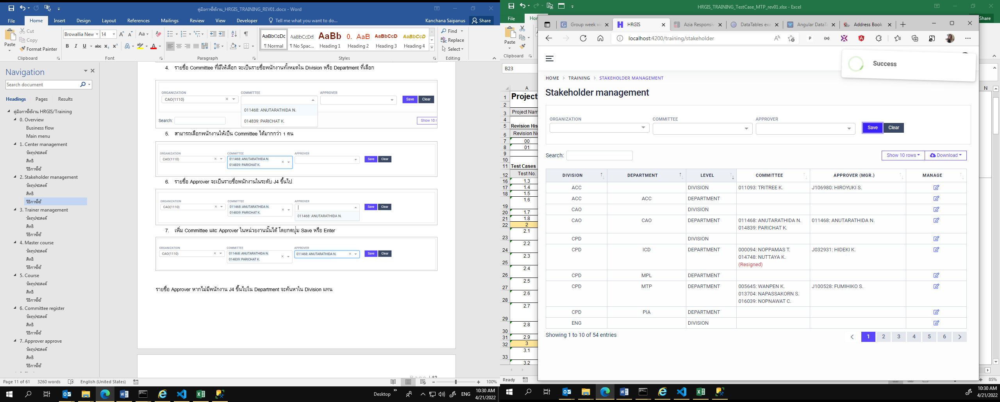 คู่มือการใช้งาน_HRGIS_TRAINING_REV01.docx - Word
File Home Insert Design Layout References Mailings Review View Developer Tell me what you want to do... Kanchana Saipanus Share
Paste
Cut
Copy
Format Painter
Clipboard
Browallia New 14
Font
Paragraph
AaBbCcDc ¶ Normal
AaBbCcDd ¶ No Spac...
AaBb Heading 1
0. AaB Heading 2
AaBbCcD Heading 3
AaBbCcD Heading 4
Styles
Find
Replace
Select
Editing
Navigation
Search document
Headings Pages Results
คู่มือการใช้งาน HRGIS/Training
0. Overview
Business flow
Main menu
1. Center management
วัตถุประสงค์
สิทธิ
วิธีการใช้
2. Stakeholder management
วัตถุประสงค์
สิทธิ
วิธีการใช้
3. Trainer management
วัตถุประสงค์
สิทธิ
วิธีการใช้
4. Master course
วัตถุประสงค์
สิทธิ
วิธีการใช้
5. Course
วัตถุประสงค์
สิทธิ
วิธีการใช้
6. Committee register
วัตถุประสงค์
สิทธิ
วิธีการใช้
7. Approver approve
วัตถุประสงค์
สิทธิ
วิธีการใช้
4. รายชื่อ Committee ที่มีให้เลือก จะเป็นรายชื่อพนักงานทั้งหมดใน Division หรือ Department ที่เลือก
ORGANIZATION COMMITTEE APPROVER
CAO(1110) Save Clear
011468: ANUTARATHIDA N.
014839: PARICHAT K.
Search: Show 10 r
5. สามารถเลือกพนักงานให้เป็น Committee ได้มากกว่า 1 คน
ORGANIZATION COMMITTEE APPROVER
CAO(1110) 011468: ANUTARATHIDA N. Save Clear
014839: PARICHAT K.
6. รายชื่อ Approver จะเป็นรายชื่อพนักงานในระดับ J4 ขึ้นไป
ORGANIZATION COMMITTEE APPROVER
CAO(1110) 011468: ANUTARATHIDA N. Save Clear
014839: PARICHAT K.
011468: ANUTARATHIDA N.
7. เพิ่ม Committee และ Approver ในหน่วยงานนั้นได้ โดยกดปุ่ม Save หรือ Enter
ORGANIZATION COMMITTEE APPROVER
CAO(1110) 011468: ANUTARATHIDA N. 011468: ANUTARATHIDA N. Save Clear
014839: PARICHAT K.
รายชื่อ Approver หากไม่มีพนักงาน J4 ขึ้นไปใน Department จะค้นหาใน Division แทน
Page 11 of 61 3260 words English (United States) 100%
Desktop ENG 10:30 AM
4/21/2022
HRGIS_TRAINING_TestCase_MTP_rev01.xlsx - Excel
File Share
Paste
Clipboard
B23
A N
1 Project
2
3 Project Nam
4
5 Revision His
6 Revision No
7 00
8 01
9
10
11 Test Cases
12 Test No.
16 1.3
17 1.4
18 1.5
19 1.6
20 1.7
21 1.8
22 2
23 2.1
24 2.2
25 2.3
26 2.4
27 2.5
28 2.6
29 2.7
30 2.8
31 2.9
32 3
33 3.1
3.2
Ready 85%
Group week vi HRGIS Azia Responsiv DataTables exa Angular DataTa Address Book
localhost:4200/training/stakeholder
Success
HOME > TRAINING > STAKEHOLDER MANAGEMENT
Stakeholder management
ORGANIZATION COMMITTEE APPROVER
Save Clear
Search: Show 10 rows Download
DIVISION DEPARTMENT LEVEL COMMITTEE APPROVER (MGR.) MANAGE
ACC DIVISION 011093: TRITREE K. J106980: HIROYUKI S.
ACC ACC DEPARTMENT
CAO DIVISION
CAO CAO DEPARTMENT 011468: ANUTARATHIDA N. 011468: ANUTARATHIDA N.
014839: PARICHAT K.
CPD DIVISION
CPD ICD DEPARTMENT 000094: NOPPAMAS T. J032931: HIDEKI K.
014748: NUTTAYA K.
(Resigned)
CPD MPL DEPARTMENT
CPD MTP DEPARTMENT 005645: WANPEN K. J100528: FUMIHIKO S.
013704: NAPASSAKORN S.
016039: NOPNAWAT C.
CPD PIA DEPARTMENT
ENG DIVISION
Showing 1 to 10 of 54 entries
1 2 3 4 5 6
10:30 AM
4/21/2022